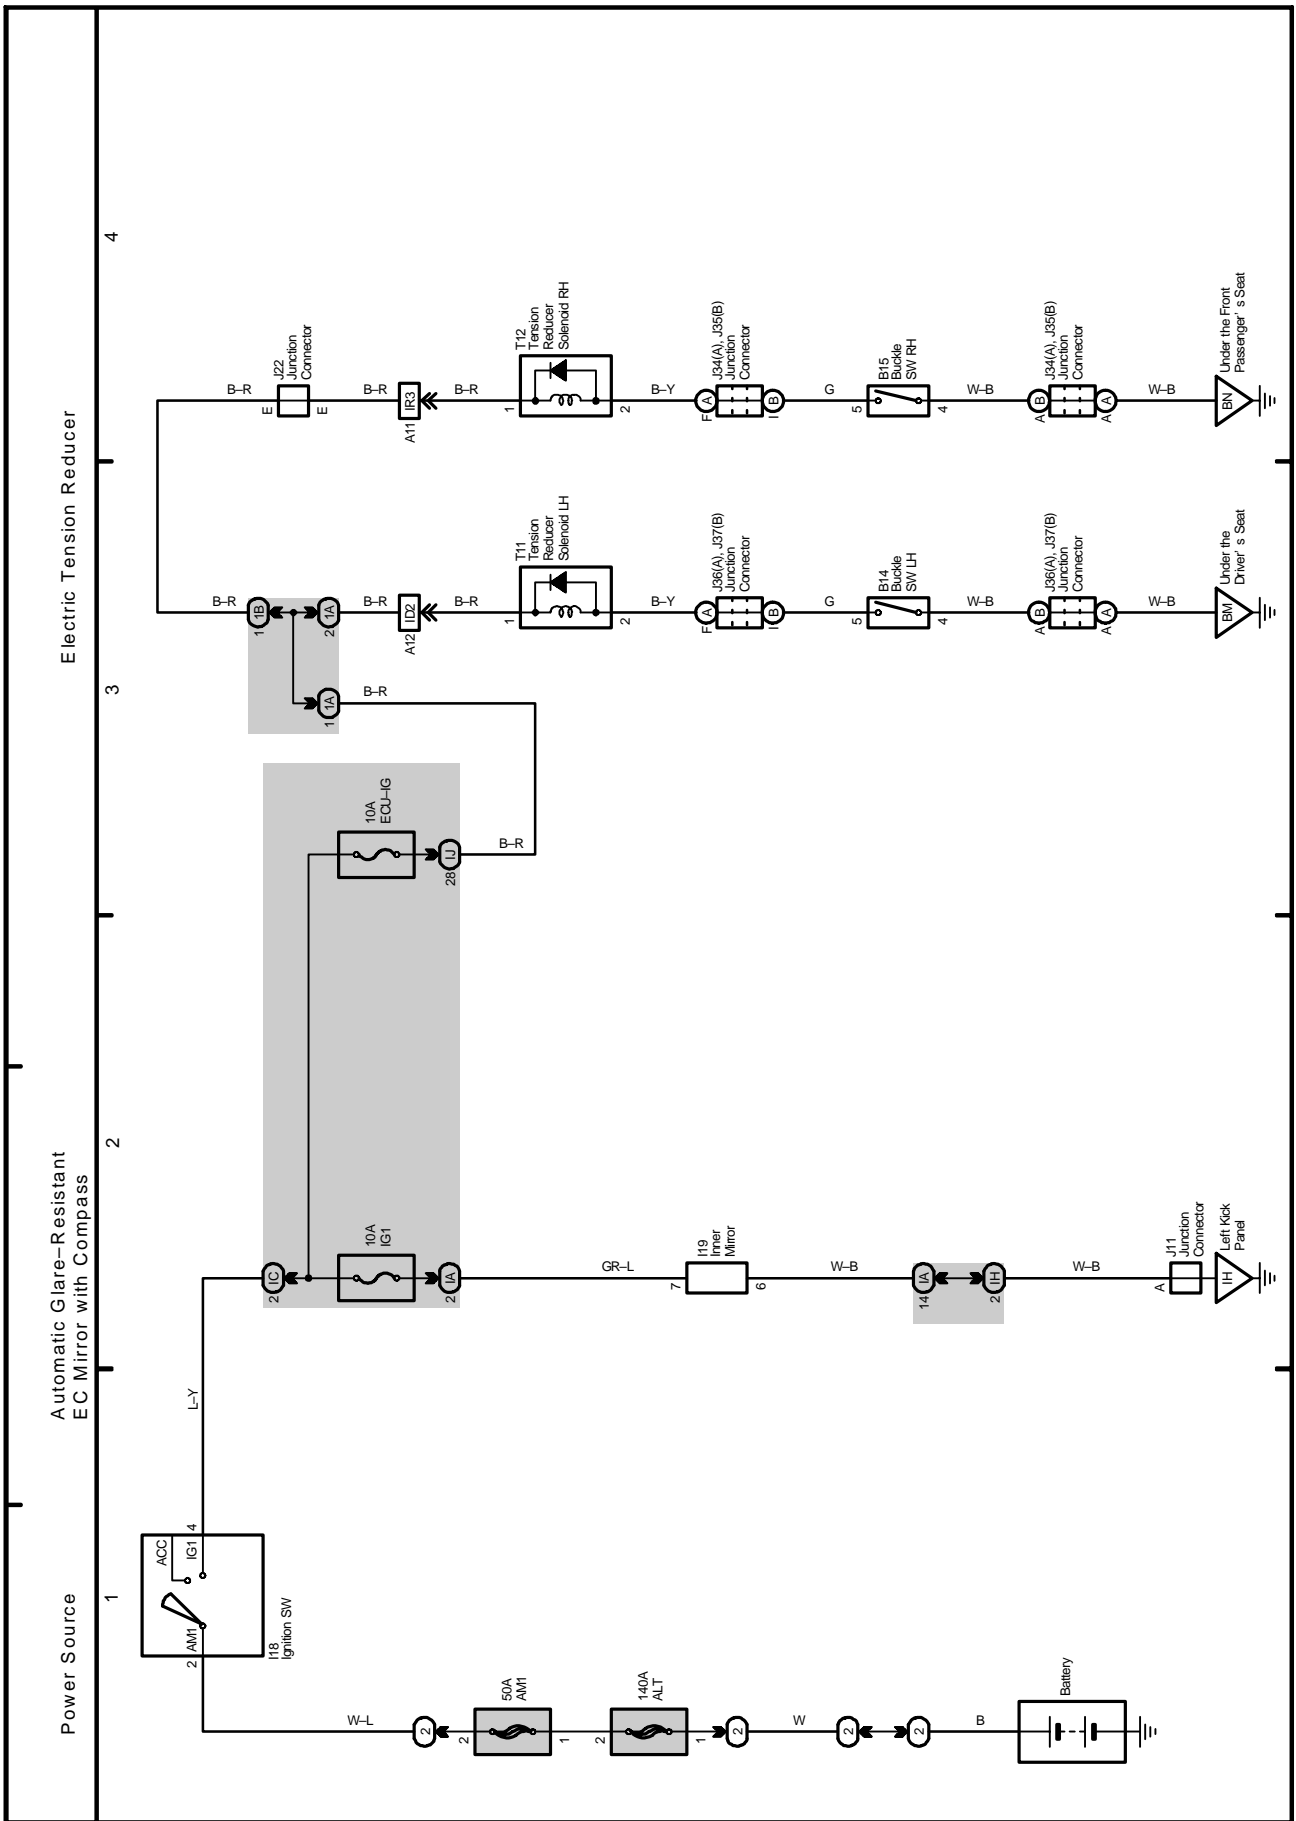 Power Source
Automatic Glare–Resistant
EC Mirror with Compass
Electric Tension Reducer
1
2
3
4
2
AM1
ACC
IG1
4
I18
Ignition SW
W–L
2
2
50A
AM1
1
2
140A
ALT
1
2
W
2
2
B
Battery
L–Y
2
IC
10A
IG1
2
IA
GR–L
7
I19
Inner
Mirror
6
W–B
14
IA
2
IH
W–B
A
J11
Junction
Connector
IH
Left Kick
Panel
10A
ECU–IG
28
IJ
B–R
B–R
1
1A
1
1B
2
1A
B–R
B–R
A12
ID2
B–R
1
T11
Tension
Reducer
Solenoid LH
2
B–Y
F
A
J36(A), J37(B)
Junction
Connector
I
B
G
5
B14
Buckle
SW LH
4
W–B
A
B
J36(A), J37(B)
Junction
Connector
A
A
W–B
BM
Under the
Driver' s Seat
B–R
E
J22
Junction
Connector
E
B–R
A11
IR3
B–R
1
T12
Tension
Reducer
Solenoid RH
2
B–Y
F
A
J34(A), J35(B)
Junction
Connector
I
B
G
5
B15
Buckle
SW RH
4
W–B
A
B
J34(A), J35(B)
Junction
Connector
A
A
W–B
BN
Under the Front
Passenger' s Seat